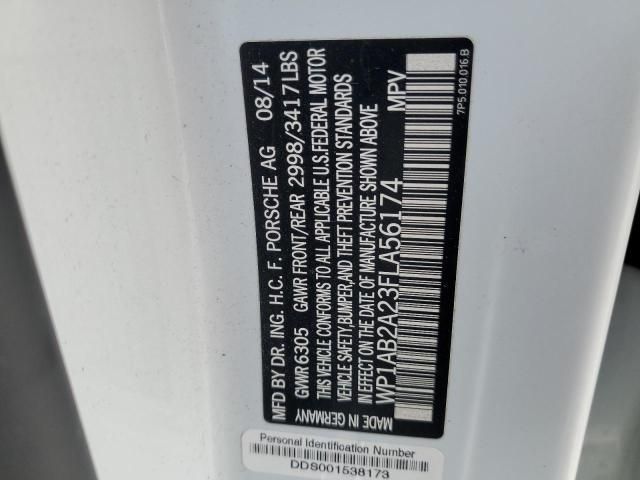 MFD BY DR. ING. H.C. F. PORSCHE AG 08/14
GVWR 6305 GAWR FRONT/REAR 2998/3417LBS
THIS VEHICLE CONFORMS TO ALL APPLICABLE U.S.FEDERAL MOTOR
VEHICLE SAFETY,BUMPER,AND THEFT PREVENTION STANDARDS
IN EFFECT ON THE DATE OF MANUFACTURE SHOWN ABOVE
WP1AB2A23FLA56174 MPV
MADE IN GERMANY
7P5.010.016.B
Personal Identification Number
DDS001538173